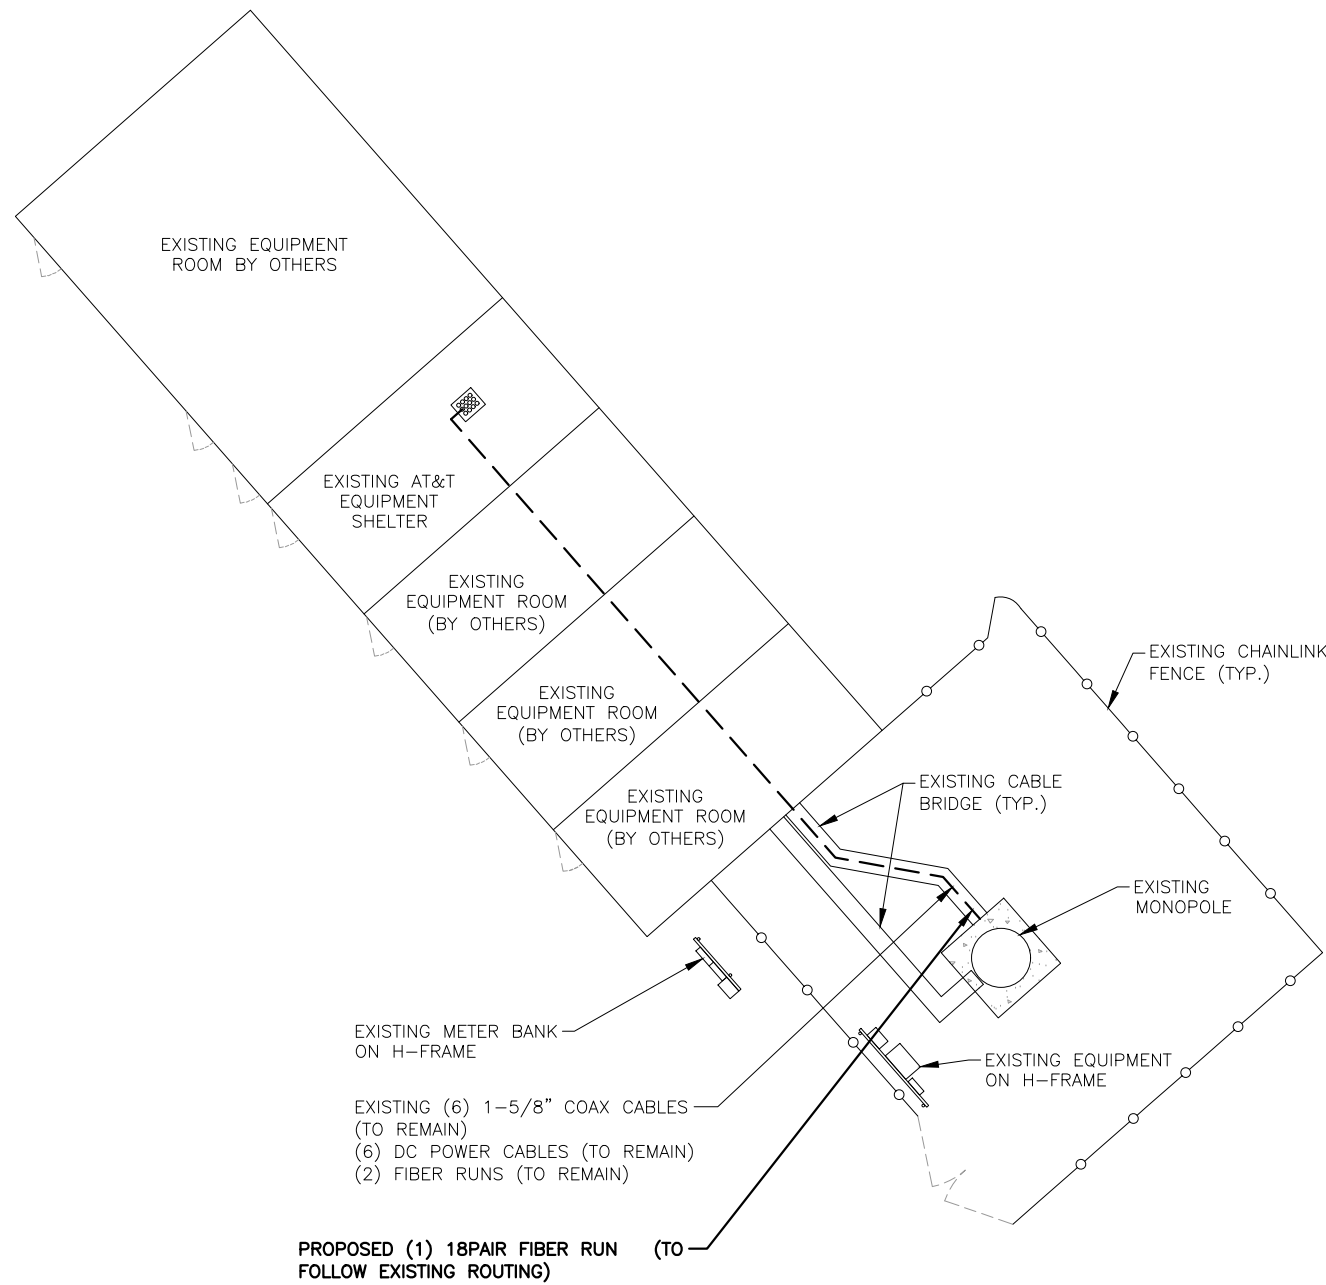 EXISTING EQUIPMENT
ROOM BY OTHERS
EXISTING AT&T
EQUIPMENT
SHELTER
EXISTING
EQUIPMENT ROOM
(BY OTHERS)
EXISTING
EQUIPMENT ROOM
(BY OTHERS)
EXISTING
EQUIPMENT ROOM
(BY OTHERS)
EXISTING CHAINLINK
FENCE (TYP.)
EXISTING CABLE
BRIDGE (TYP.)
EXISTING
MONOPOLE
EXISTING METER BANK
ON H-FRAME
EXISTING EQUIPMENT
ON H-FRAME
EXISTING (6) 1-5/8" COAX CABLES
(TO REMAIN)
(6) DC POWER CABLES (TO REMAIN)
(2) FIBER RUNS (TO REMAIN)
PROPOSED (1) 18PAIR FIBER RUN (TO
FOLLOW EXISTING ROUTING)